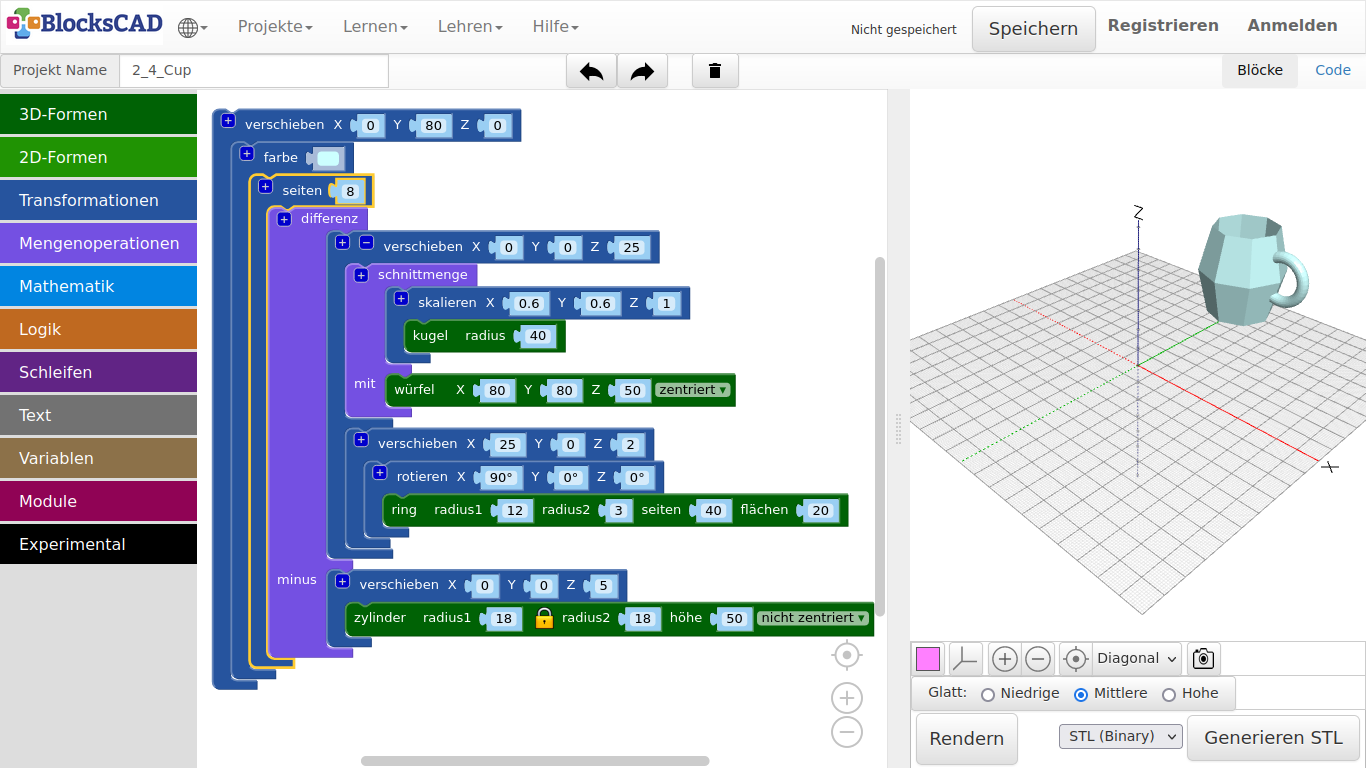 BlocksCAD Projekte Lernen Lehren Hilfe Nicht gespeichert Speichern Registrieren Anmelden
Projekt Name 2_4_Cup Blöcke Code
3D-Formen
2D-Formen
Transformationen
Mengenoperationen
Mathematik
Logik
Schleifen
Text
Variablen
Module
Experimental
+ verschieben X 0 Y 80 Z 0
+ farbe
+ seiten 8
+ differenz
+ − verschieben X 0 Y 0 Z 25
+ schnittmenge
+ skalieren X 0.6 Y 0.6 Z 1
kugel radius 40
mit
würfel X 80 Y 80 Z 50 zentriert ▾
+ verschieben X 25 Y 0 Z 2
+ rotieren X 90° Y 0° Z 0°
ring radius1 12 radius2 3 seiten 40 flächen 20
minus
+ verschieben X 0 Y 0 Z 5
zylinder radius1 18 radius2 18 höhe 50 nicht zentriert ▾
Z
X
Diagonal
Glatt: Niedrige Mittlere Hohe
Rendern STL (Binary) Generieren STL